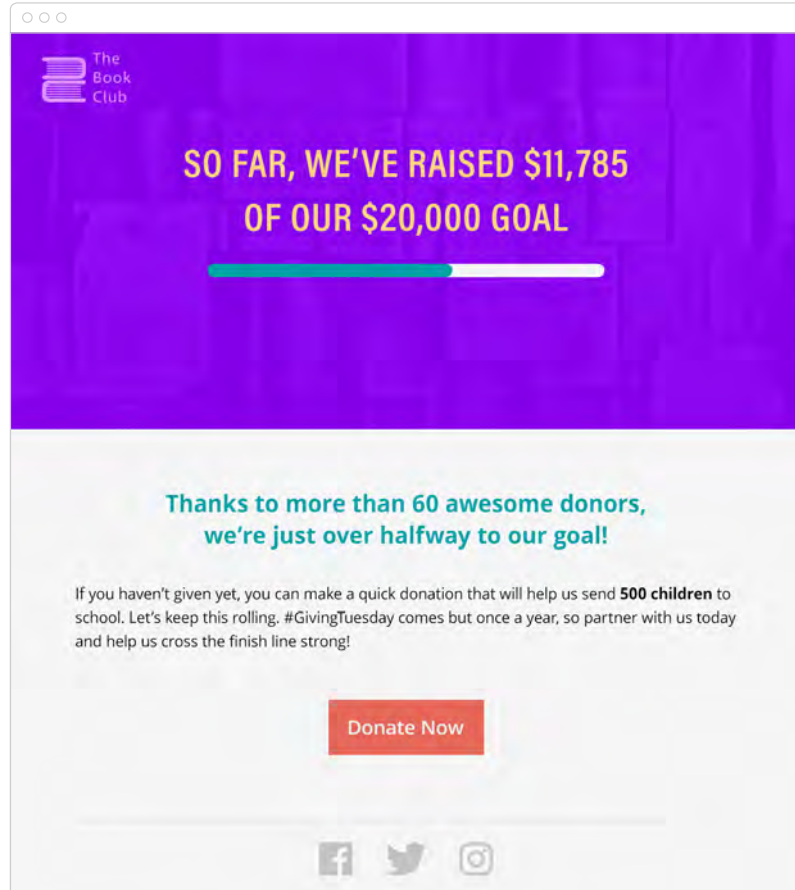 The
Book
Club
SO FAR, WE'VE RAISED $11,785
OF OUR $20,000 GOAL
Thanks to more than 60 awesome donors,
we're just over halfway to our goal!
If you haven't given yet, you can make a quick donation that will help us send 500 children to
school. Let's keep this rolling. #GivingTuesday comes but once a year, so partner with us today
and help us cross the finish line strong!
Donate Now